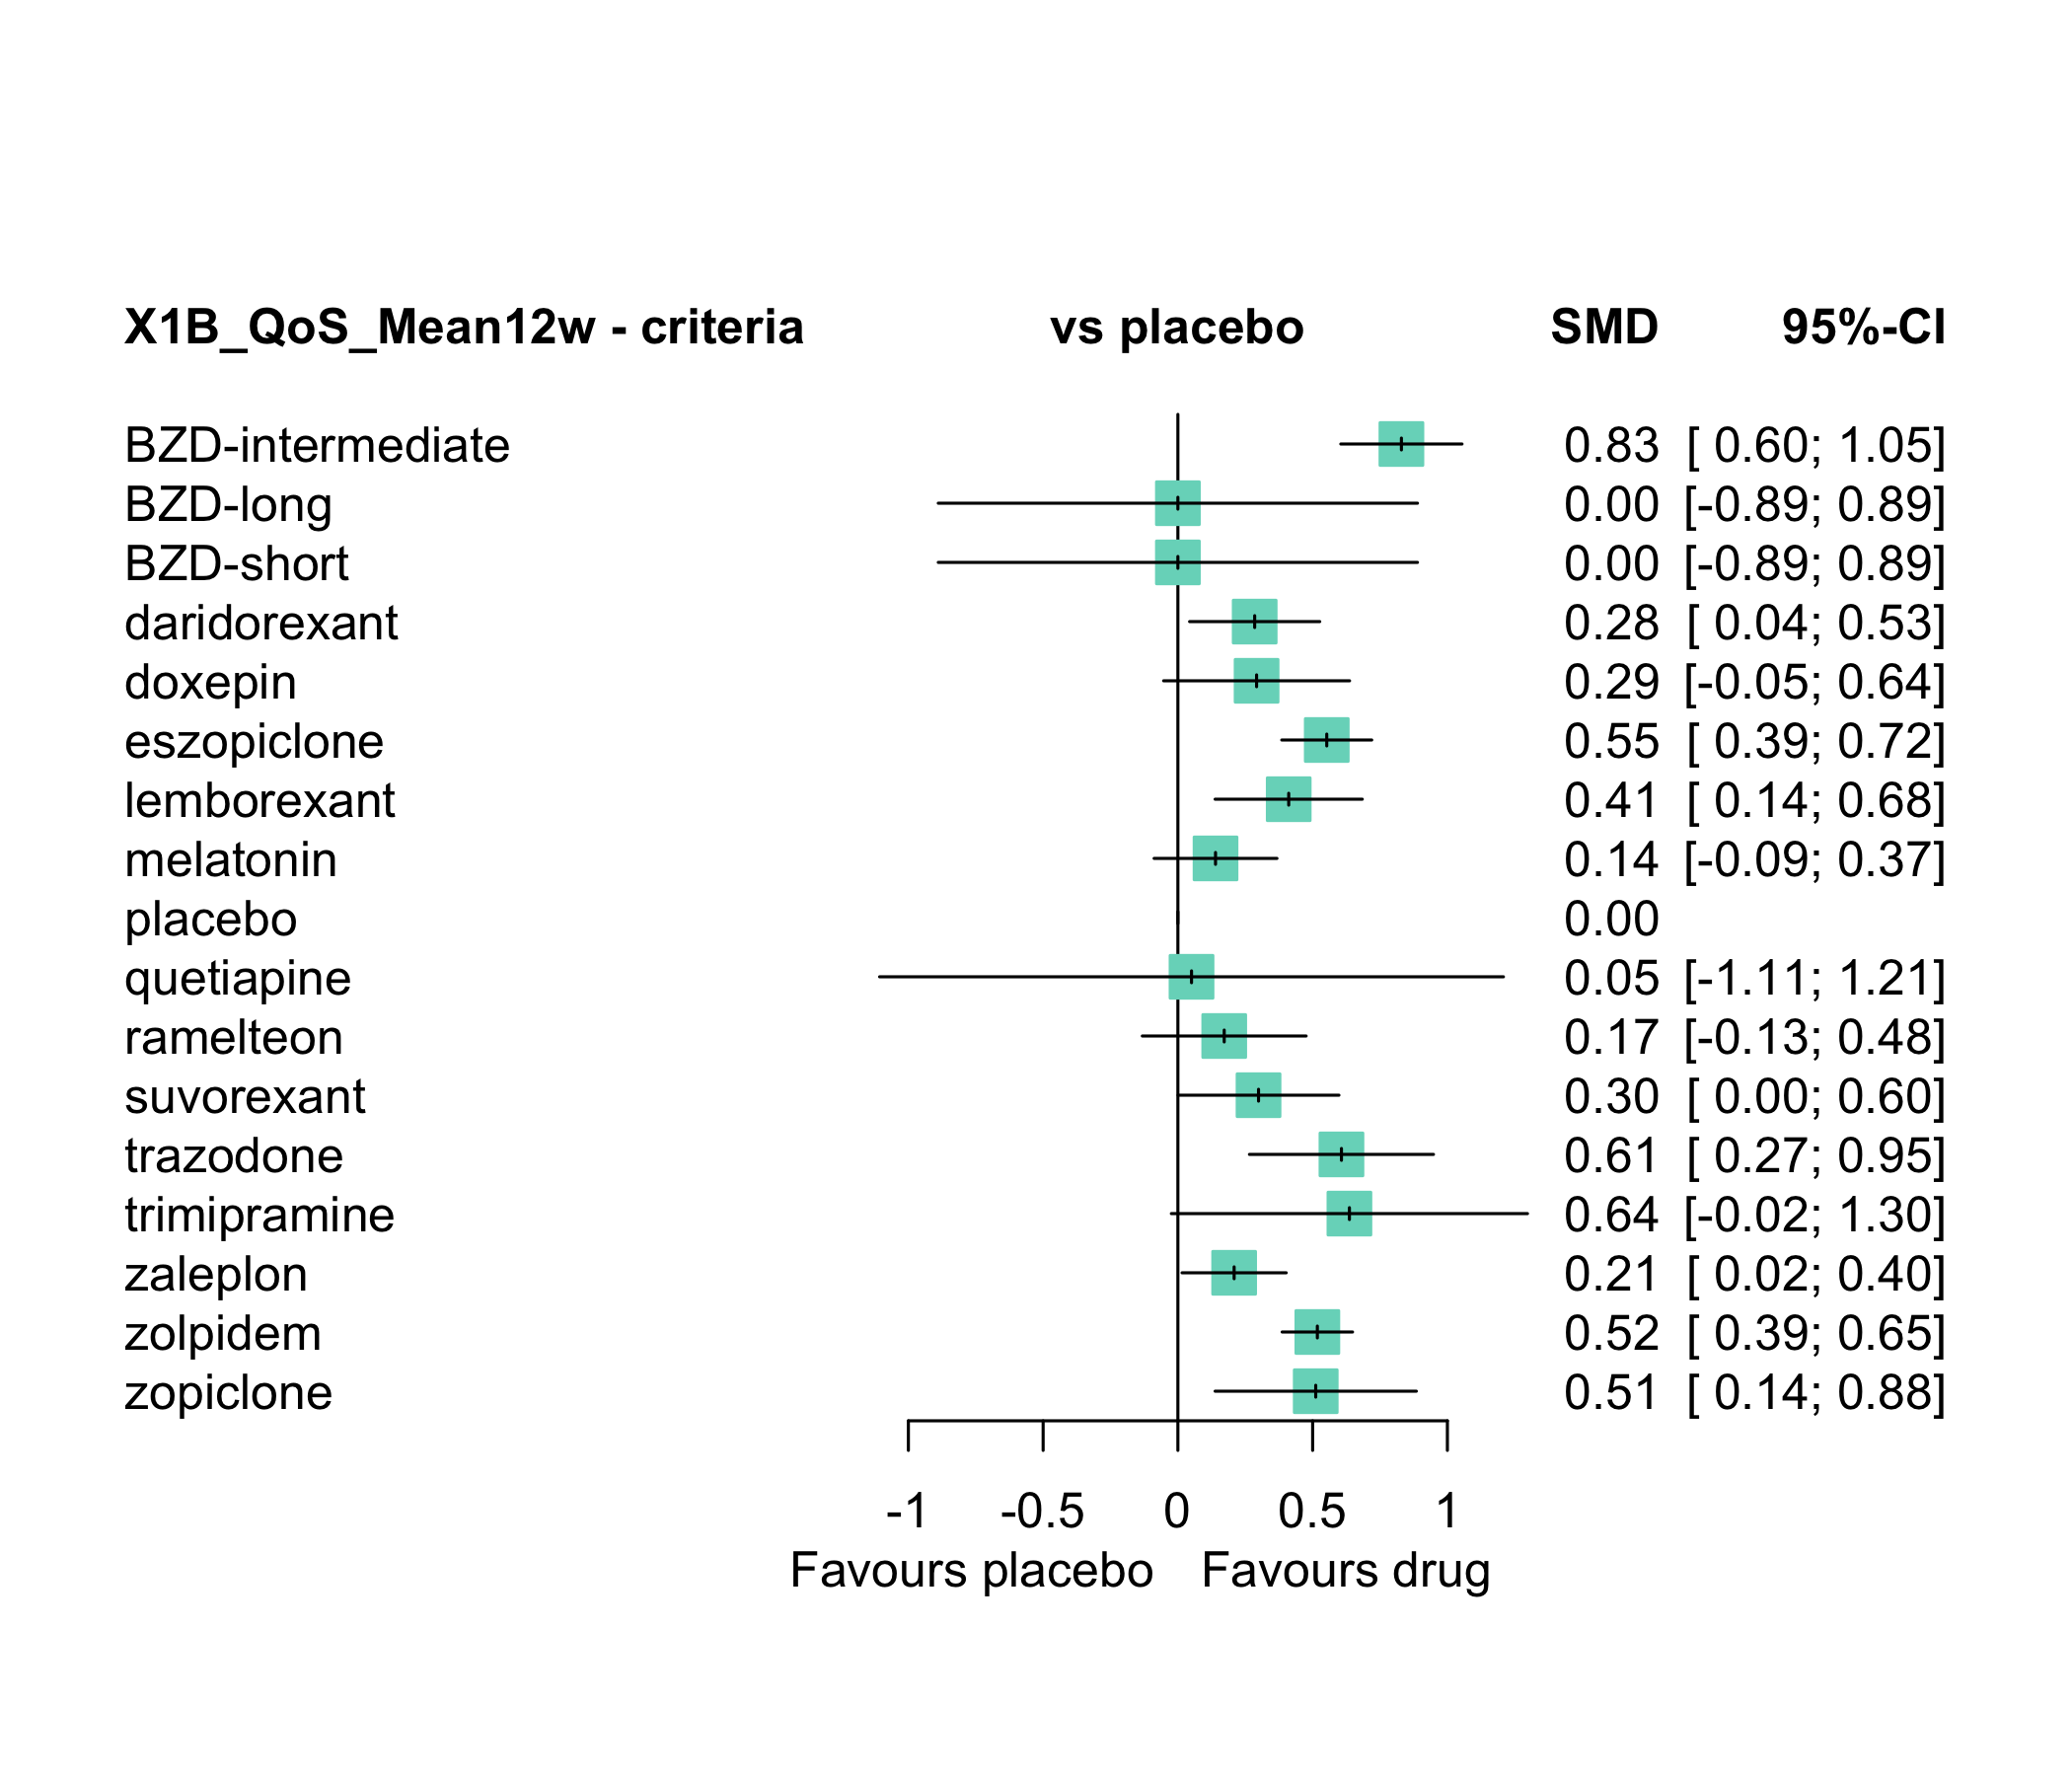 X1B_QoS_Mean12w - criteria vs placebo SMD 95%-CI
BZD-intermediate 0.83 [ 0.60; 1.05]
BZD-long 0.00 [-0.89; 0.89]
BZD-short 0.00 [-0.89; 0.89]
daridorexant 0.28 [ 0.04; 0.53]
doxepin 0.29 [-0.05; 0.64]
eszopiclone 0.55 [ 0.39; 0.72]
lemborexant 0.41 [ 0.14; 0.68]
melatonin 0.14 [-0.09; 0.37]
placebo 0.00
quetiapine 0.05 [-1.11; 1.21]
ramelteon 0.17 [-0.13; 0.48]
suvorexant 0.30 [ 0.00; 0.60]
trazodone 0.61 [ 0.27; 0.95]
trimipramine 0.64 [-0.02; 1.30]
zaleplon 0.21 [ 0.02; 0.40]
zolpidem 0.52 [ 0.39; 0.65]
zopiclone 0.51 [ 0.14; 0.88]
-1 -0.5 0 0.5 1
Favours placebo Favours drug